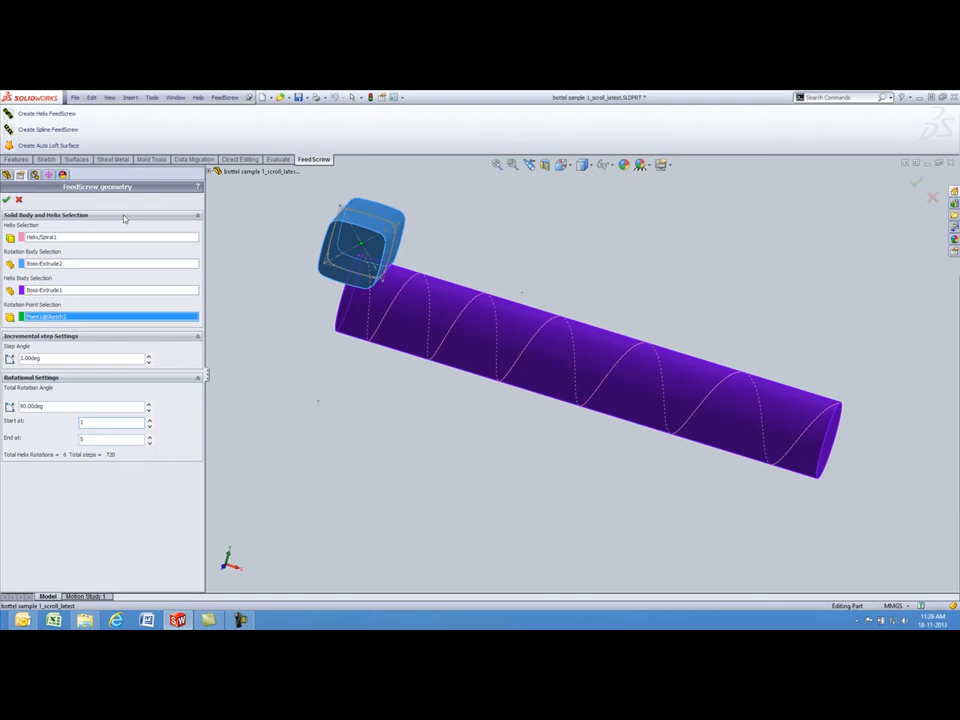 SOLIDWORKS File Edit View Insert Tools Window Help FeedScrew bottel sample 1_scroll_latest.SLDPRT * Search Commands
Create Helix FeedScrew
Create Spline FeedScrew
Create Auto Loft Surface
Features Sketch Surfaces Sheet Metal Mold Tools Data Migration Direct Editing Evaluate FeedScrew
bottel sample 1_scroll_lates...
FeedScrew geometry ?
Solid Body and Helix Selection
Helix Selection
Helix/Spiral1
Rotation Body Selection
Boss-Extrude2
Helix Body Selection
Boss-Extrude1
Rotation Point Selection
Point1@Sketch2
Incremental step Settings
Step Angle
3.00deg
Rotational Settings
Total Rotation Angle
90.00deg
Start at: 1
End at: 5
Total Helix Rotations = 6 Total steps = 720
Y
Model Motion Study 1
bottel sample 1_scroll_latest Editing Part MMGS
11:26 AM
18-11-2013